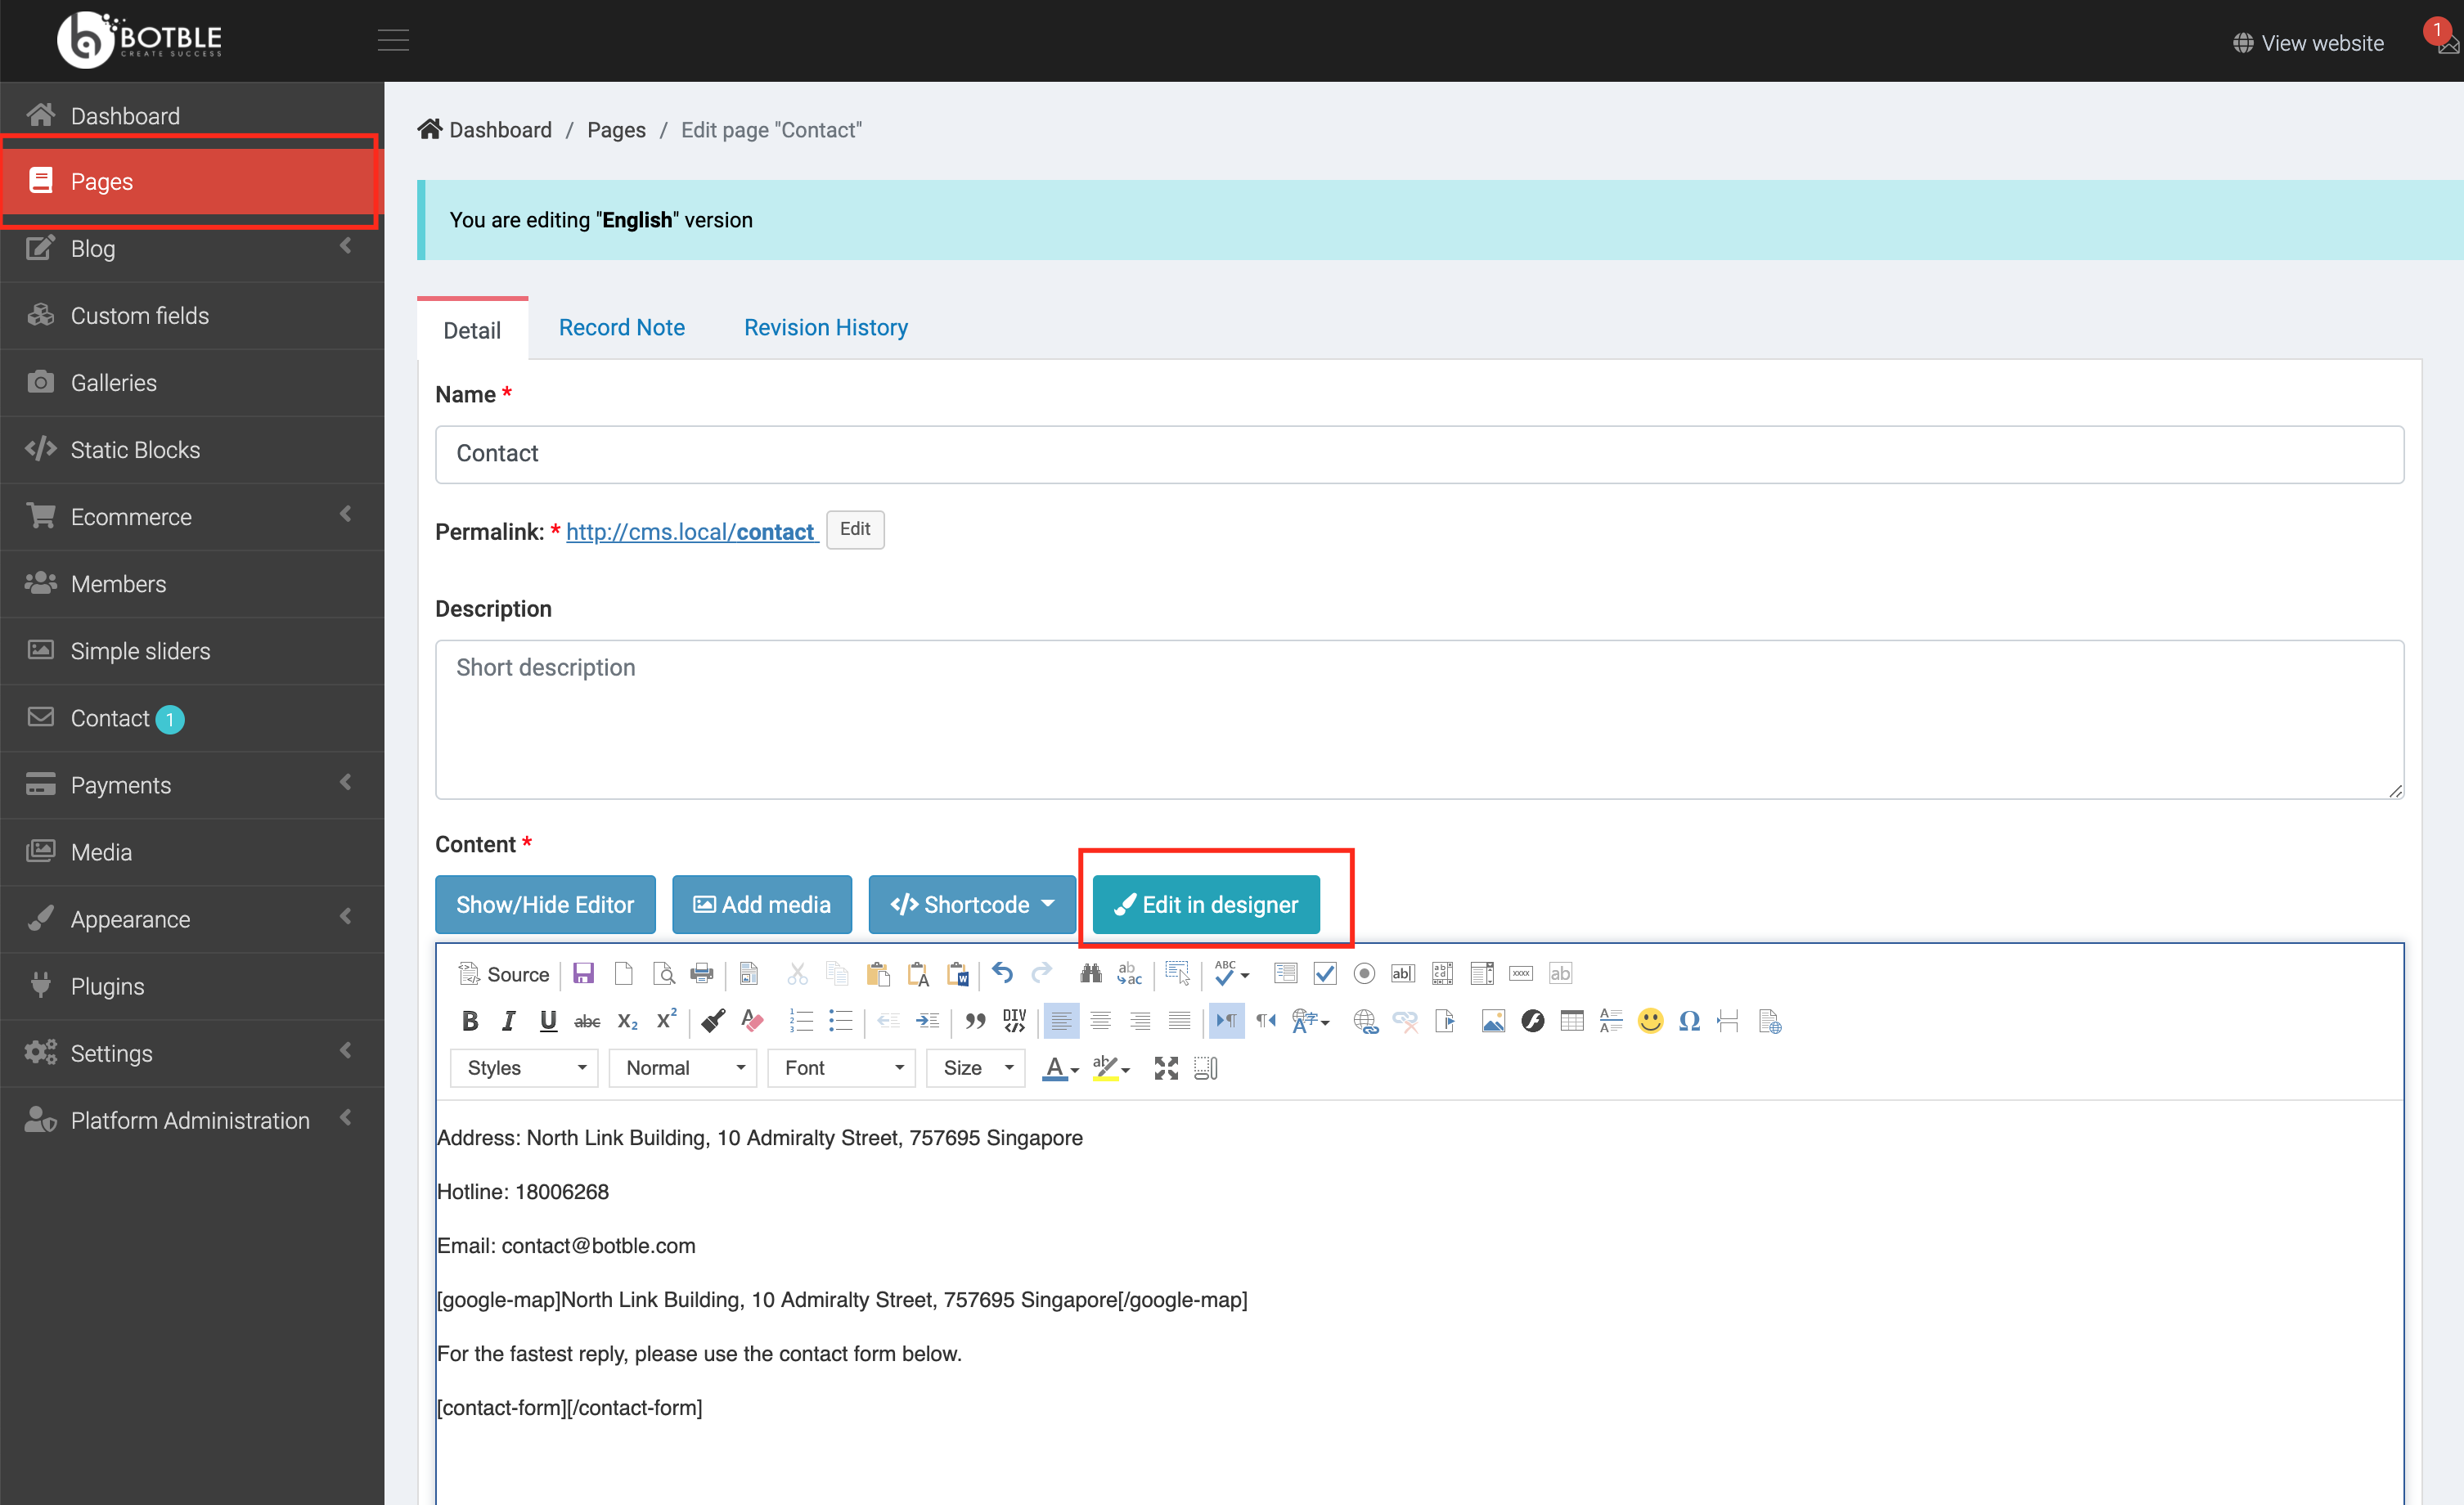 BOTBLE
CREATE SUCCESS
View website
1
Dashboard
Pages
Blog
Custom fields
Galleries
Static Blocks
Ecommerce
Members
Simple sliders
Contact 1
Payments
Media
Appearance
Plugins
Settings
Platform Administration
Dashboard / Pages / Edit page "Contact"
You are editing "English" version
Detail Record Note Revision History
Name *
Contact
Permalink: * http://cms.local/contact Edit
Description
Short description
Content *
Show/Hide Editor Add media </> Shortcode Edit in designer
Source
Styles Normal Font Size
Address: North Link Building, 10 Admiralty Street, 757695 Singapore
Hotline: 18006268
Email: contact@botble.com
[google-map]North Link Building, 10 Admiralty Street, 757695 Singapore[/google-map]
For the fastest reply, please use the contact form below.
[contact-form][/contact-form]